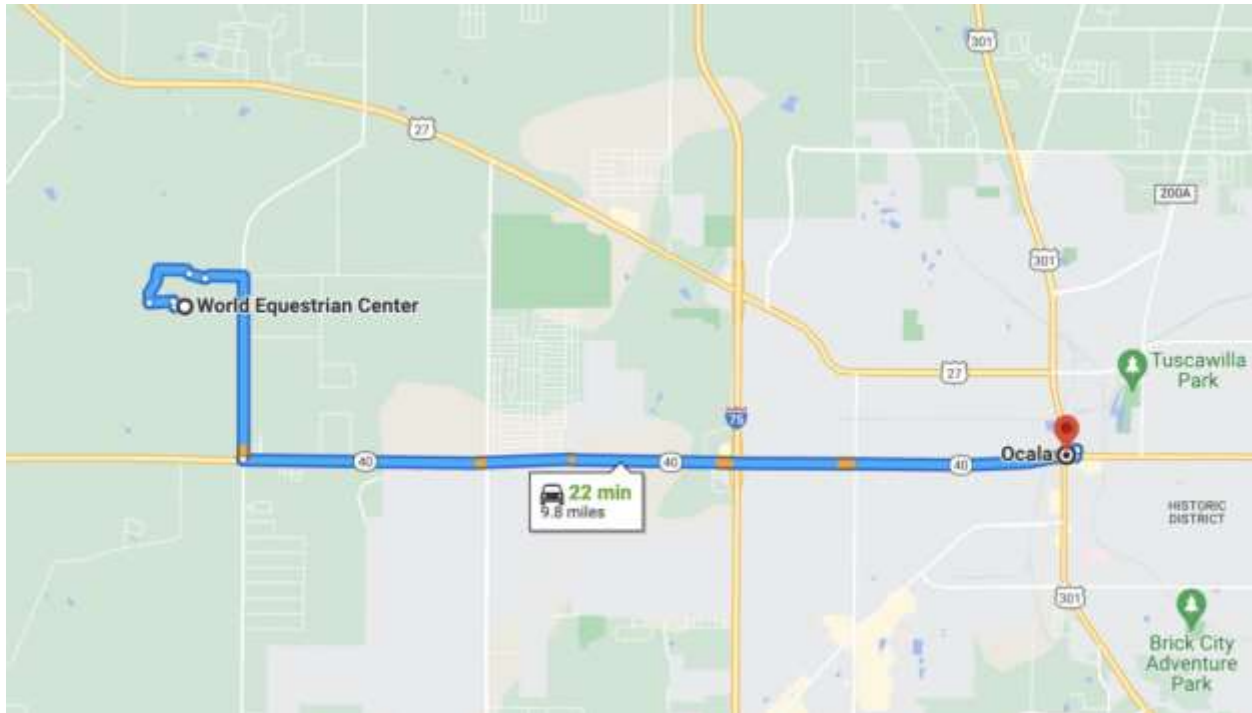 301
27
200A
301
World Equestrian Center
Tuscawilla
Park
27
75
Ocala
40
40
40
22 min
9.8 miles
HISTORIC
DISTRICT
301
Brick City
Adventure
Park